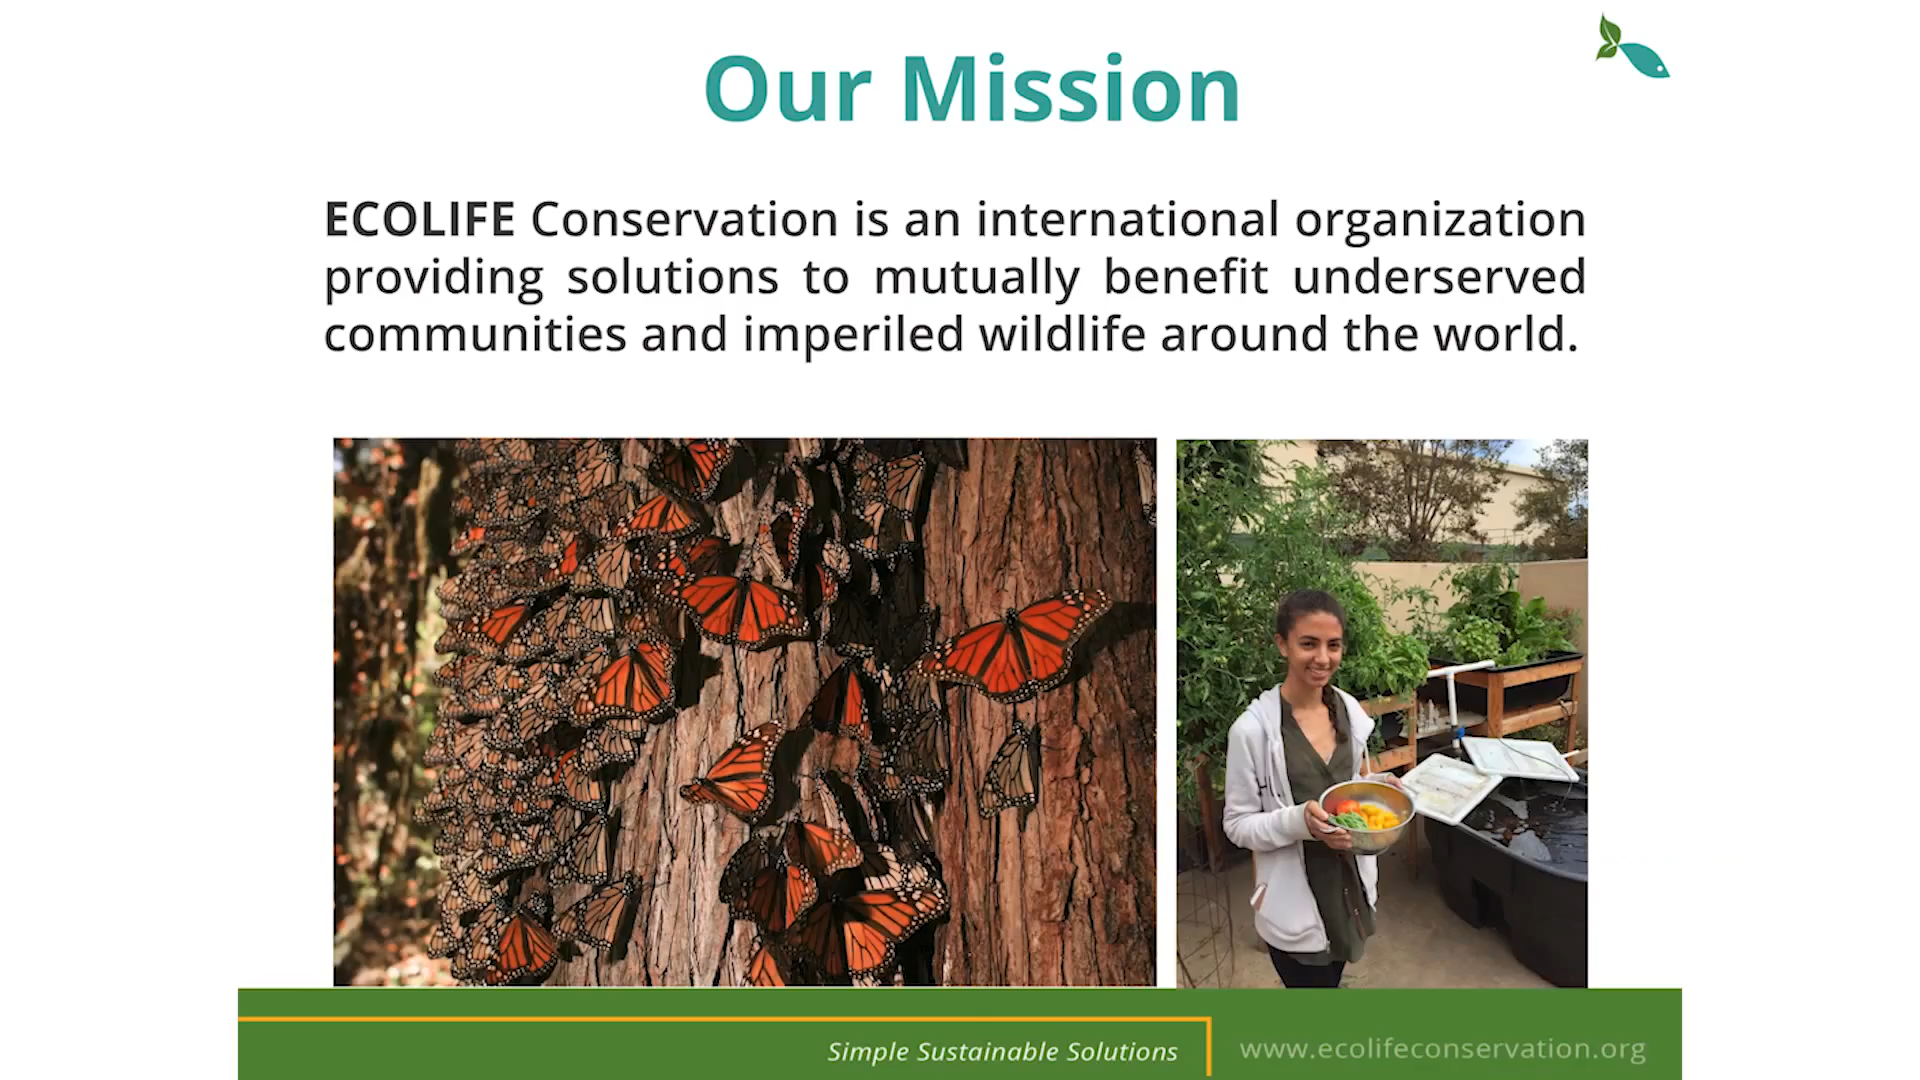 Our Mission
ECOLIFE Conservation is an international organization
providing solutions to mutually benefit underserved
communities and imperiled wildlife around the world.
Simple Sustainable Solutions
www.ecolifeconservation.org